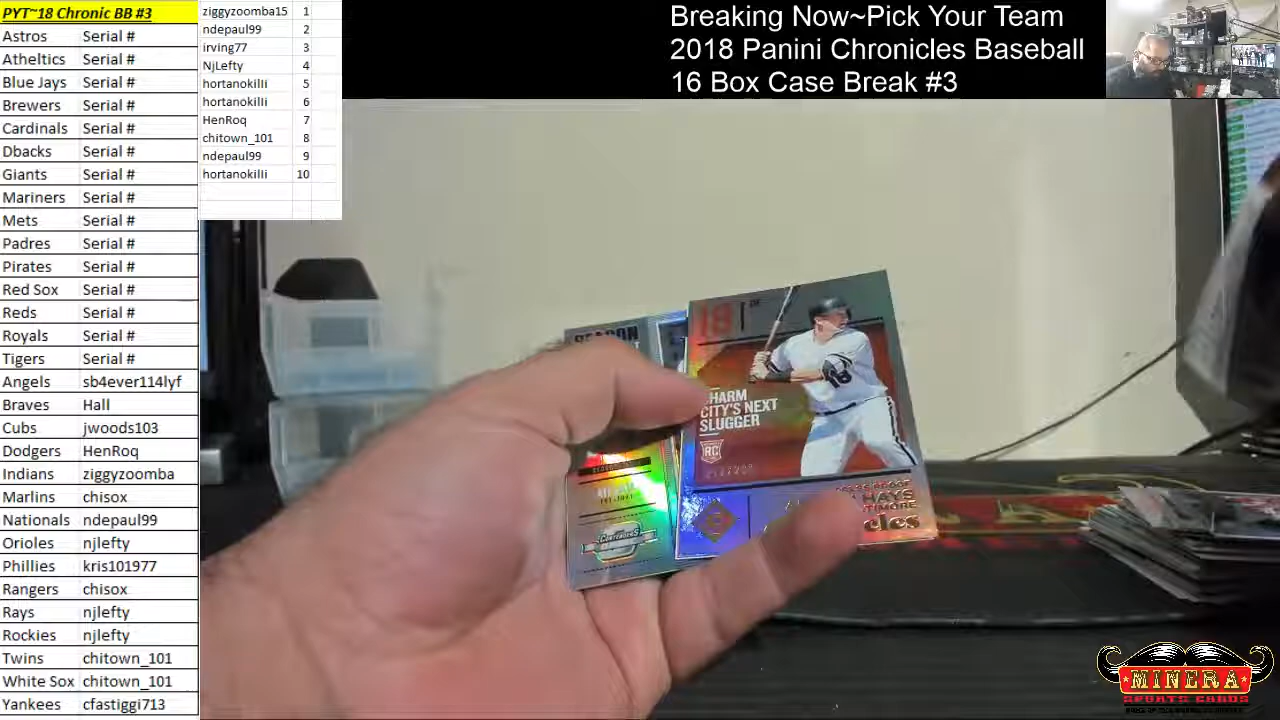 PYT~18 Chronic BB #3
Astros Serial #
Atheltics Serial #
Blue Jays Serial #
Brewers Serial #
Cardinals Serial #
Dbacks Serial #
Giants Serial #
Mariners Serial #
Mets Serial #
Padres Serial #
Pirates Serial #
Red Sox Serial #
Reds Serial #
Royals Serial #
Tigers Serial #
Angels sb4ever114lyf
Braves Hall
Cubs jwoods103
Dodgers HenRoq
Indians ziggyzoomba
Marlins chisox
Nationals ndepaul99
Orioles njlefty
Phillies kris101977
Rangers chisox
Rays njlefty
Rockies njlefty
Twins chitown_101
White Sox chitown_101
Yankees cfastiggi713
ziggyzoomba15 1
ndepaul99 2
irving77 3
NjLefty 4
hortanokilli 5
hortanokilli 6
HenRoq 7
chitown_101 8
ndepaul99 9
hortanokilli 10
Breaking Now~Pick Your Team
2018 Panini Chronicles Baseball
16 Box Case Break #3
18
CHARM
CITY'S NEXT
SLUGGER
RC
HAYS
CONTENDERS
MINERA
SPORTS CARDS